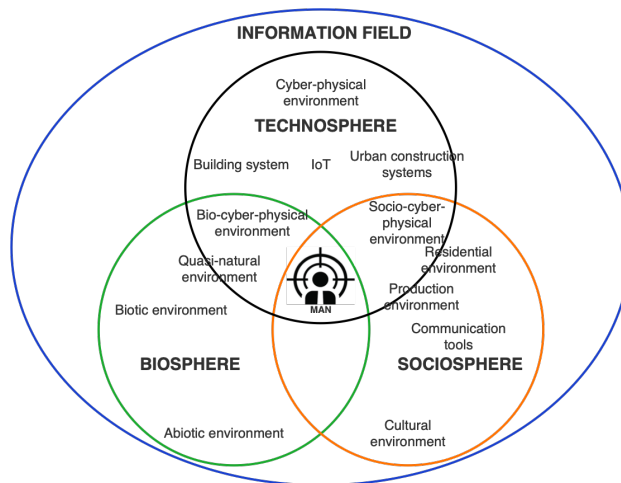 INFORMATION FIELD
Cyber-physical
environment
TECHNOSPHERE
Building system
IoT
Urban construction
systems
Bio-cyber-physical
environment
Socio-cyber-
physical
environment
Quasi-natural
environment
Residential
environment
MAN
Production
environment
Biotic environment
Communication
tools
BIOSPHERE
SOCIOSPHERE
Abiotic environment
Cultural
environment